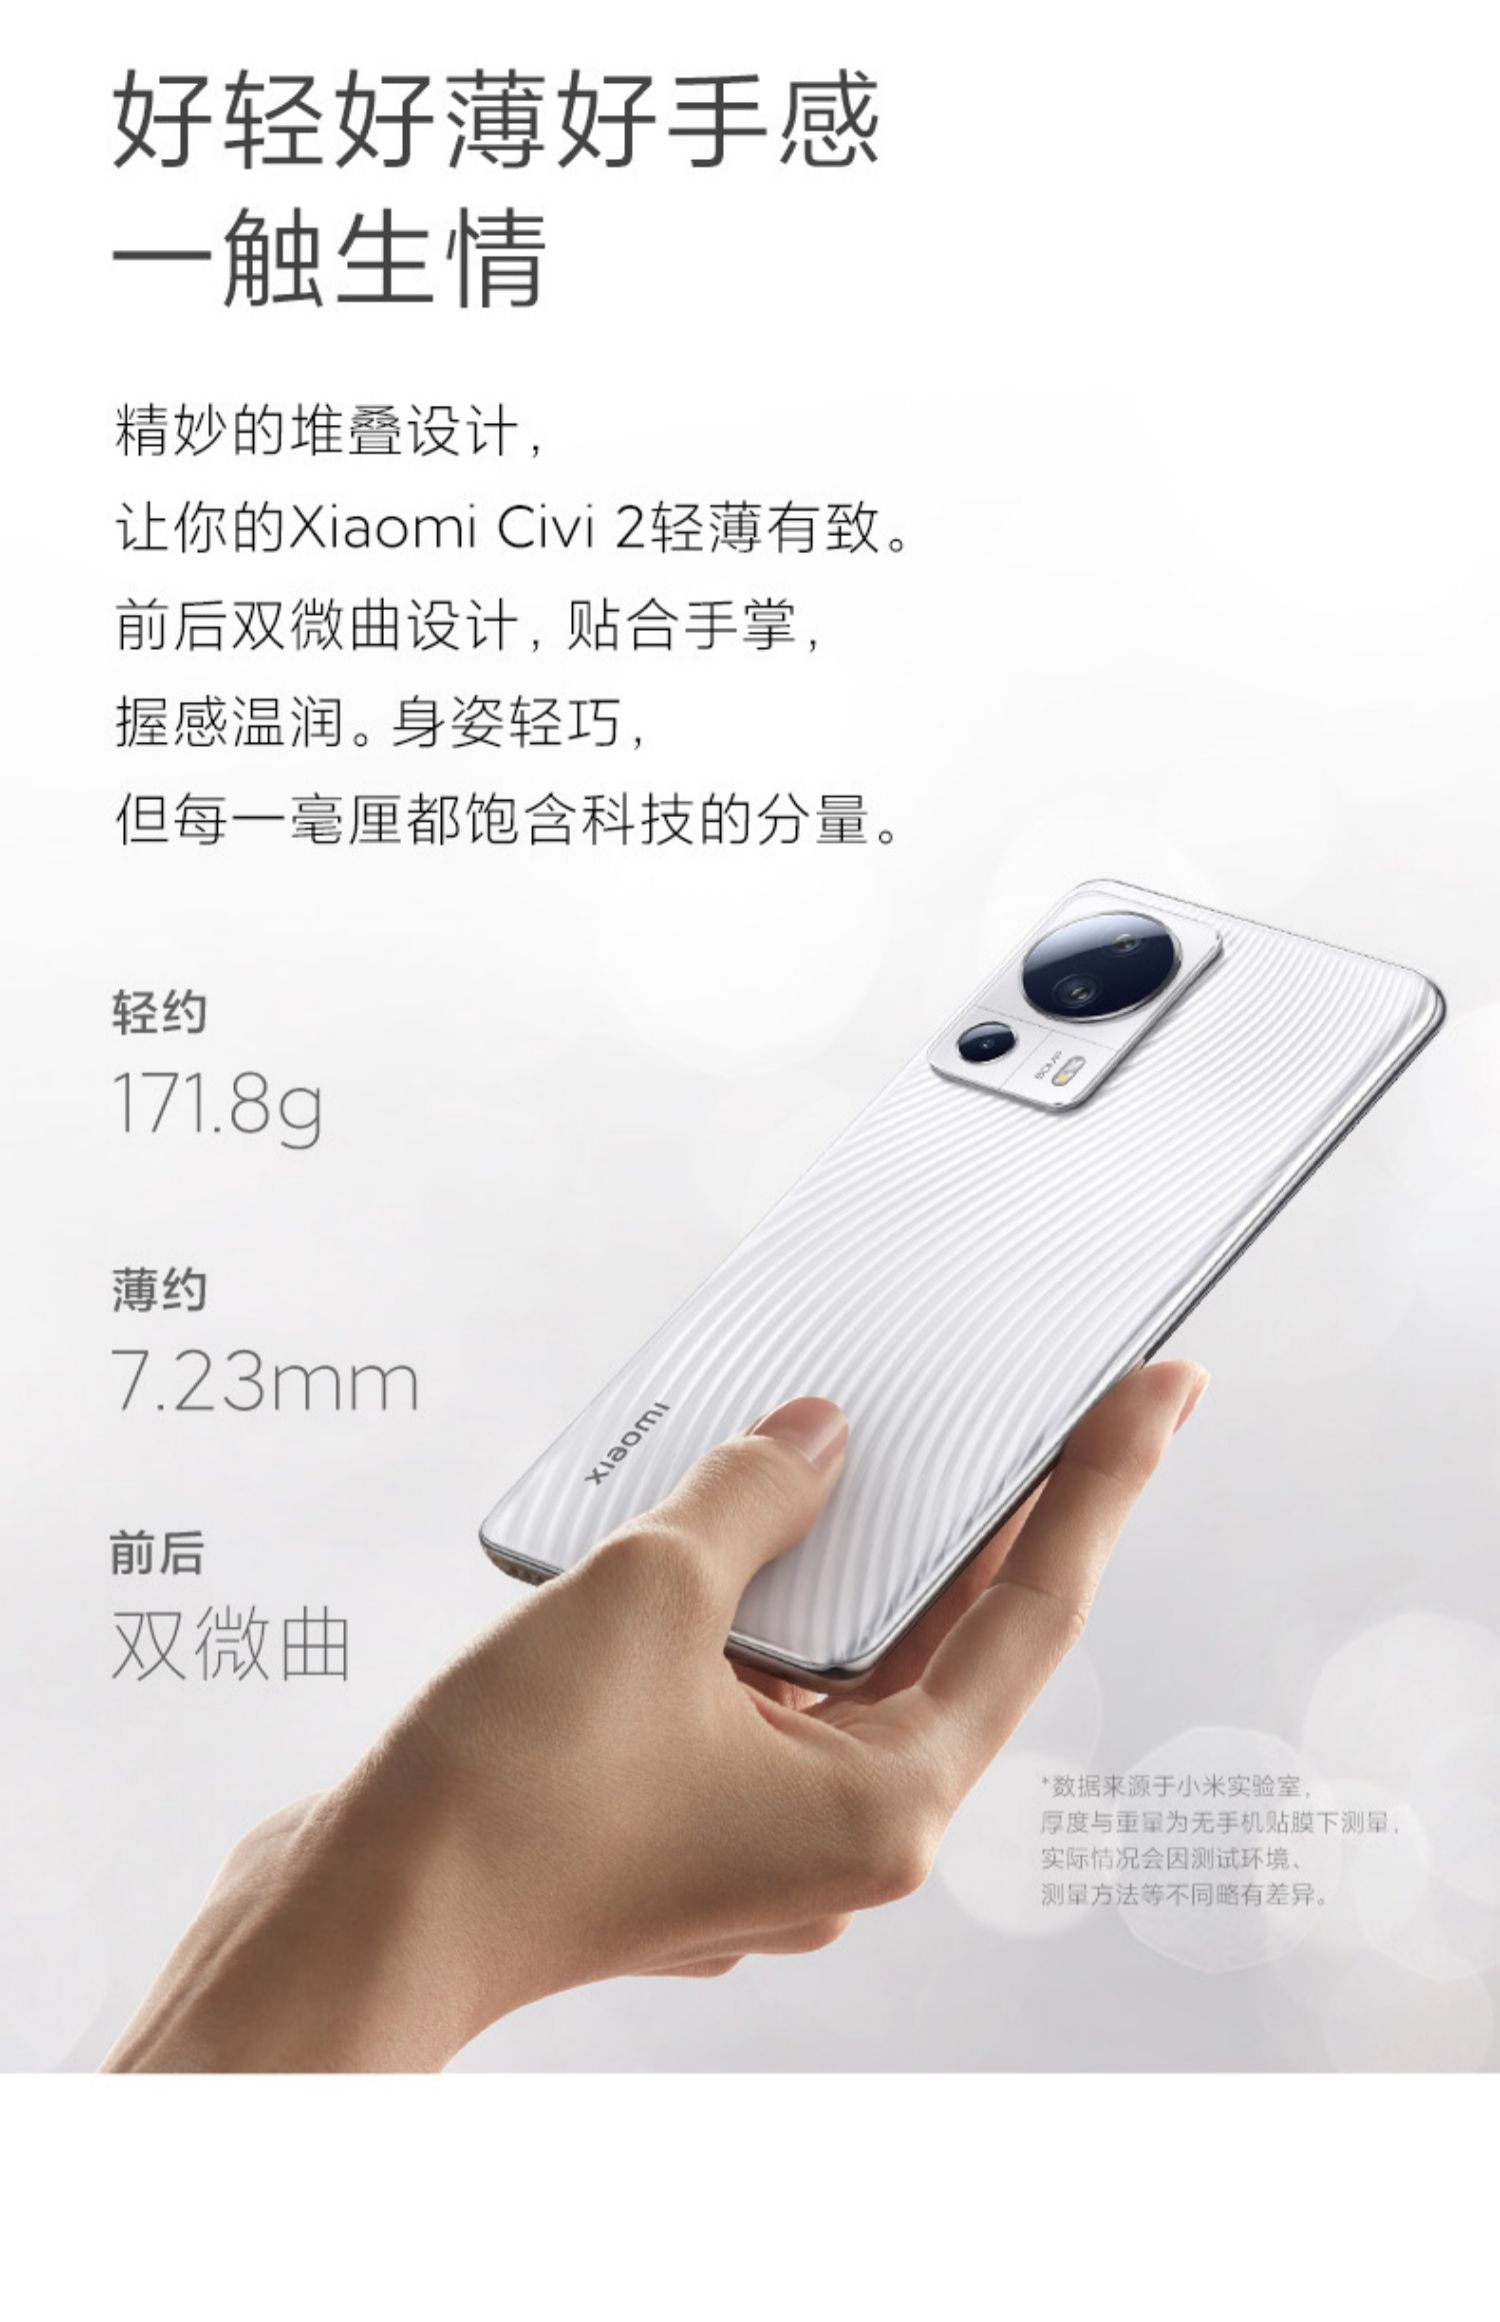 好轻好薄好手感
一触生情
精妙的堆叠设计，
让你的Xiaomi Civi 2轻薄有致。
前后双微曲设计，贴合手掌，
握感温润。身姿轻巧，
但每一毫厘都饱含科技的分量。
轻约
171.8g
薄约
7.23mm
前后
双微曲
50MP
xiaomi
*数据来源于小米实验室，
厚度与重量为无手机贴膜下测量，
实际情况会因测试环境、
测量方法等不同略有差异。